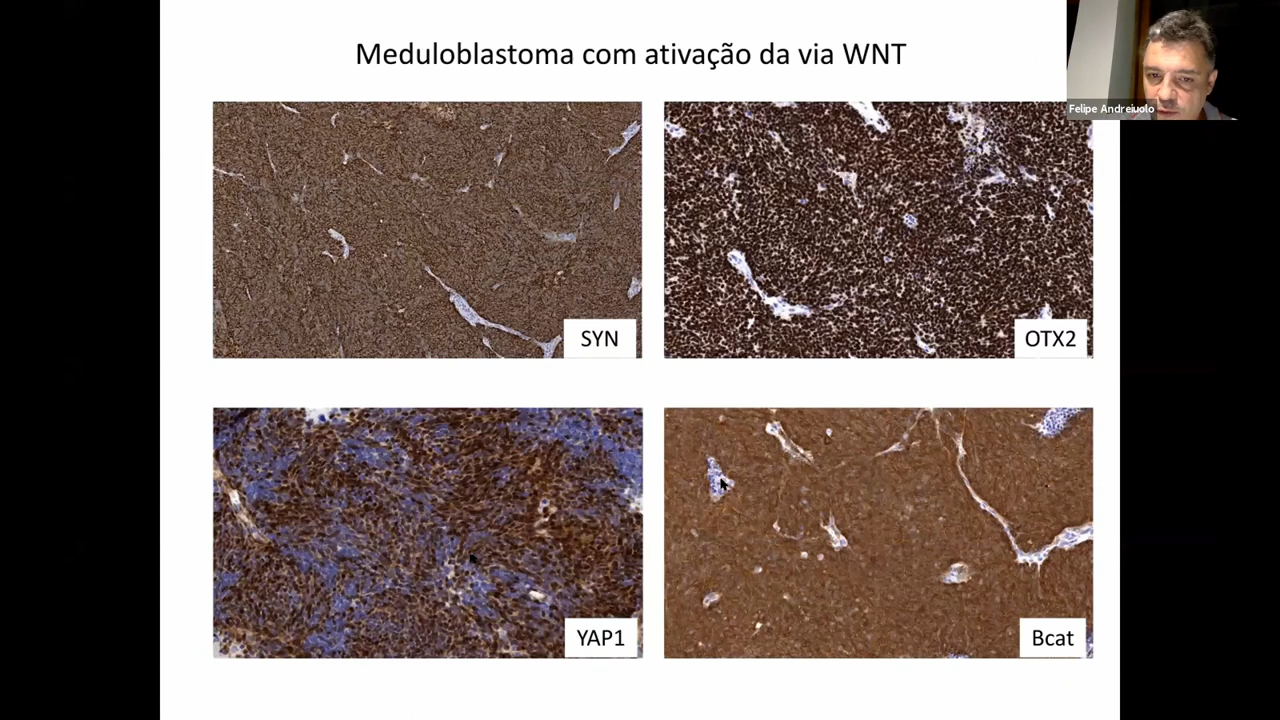 Meduloblastoma com ativação da via WNT
Felipe Andreiuolo
SYN
OTX2
YAP1
Bcat